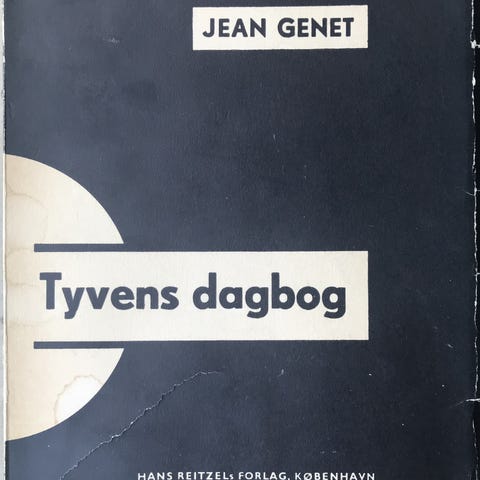 JEAN GENET
Tyvens dagbog
HANS REITZELs FORLAG, KØBENHAVN